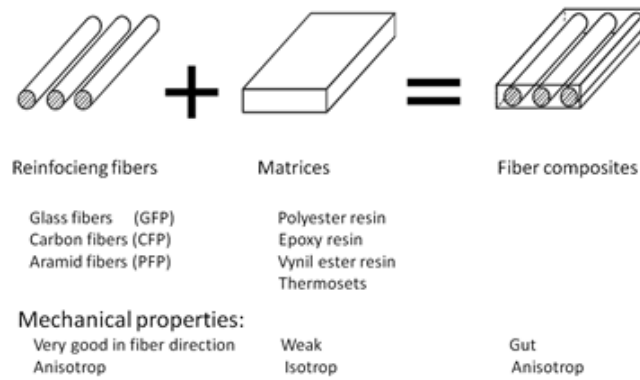 Reinfocieng fibers Matrices Fiber composites
Glass fibers (GFP) Polyester resin
Carbon fibers (CFP) Epoxy resin
Aramid fibers (PFP) Vynil ester resin
Thermosets
Mechanical properties:
Very good in fiber direction Weak Gut
Anisotrop Isotrop Anisotrop